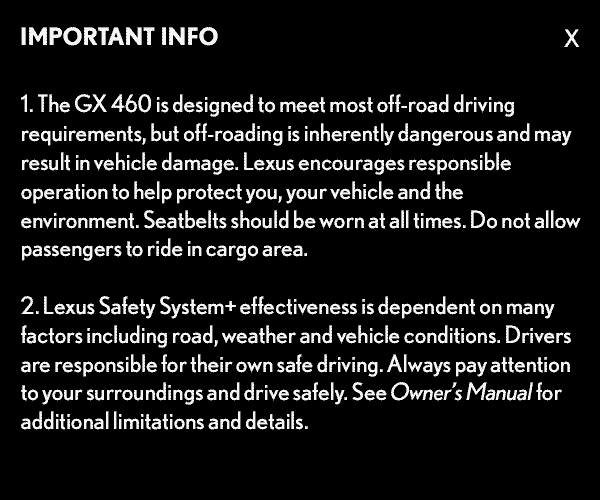 IMPORTANT INFO X
1. The GX 460 is designed to meet most off-road driving
requirements, but off-roading is inherently dangerous and may
result in vehicle damage. Lexus encourages responsible
operation to help protect you, your vehicle and the
environment. Seatbelts should be worn at all times. Do not allow
passengers to ride in cargo area.
2. Lexus Safety System+ effectiveness is dependent on many
factors including road, weather and vehicle conditions. Drivers
are responsible for their own safe driving. Always pay attention
to your surroundings and drive safely. See Owner's Manual for
additional limitations and details.